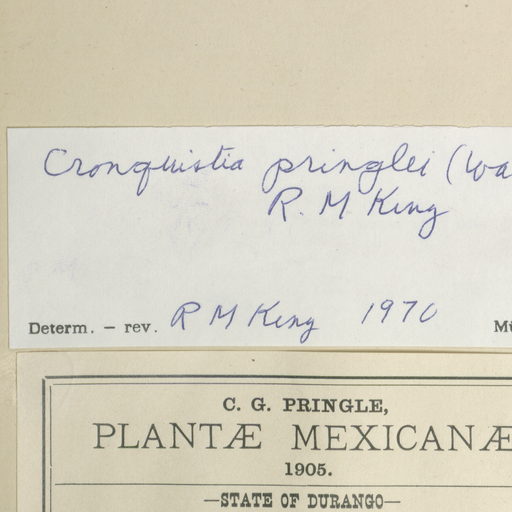 Cronquistia pringlei (Wa
R. M King
Determ. – rev. R M King 1970
C. G. PRINGLE,
PLANTÆ MEXICANÆ
1905.
—STATE OF DURANGO—